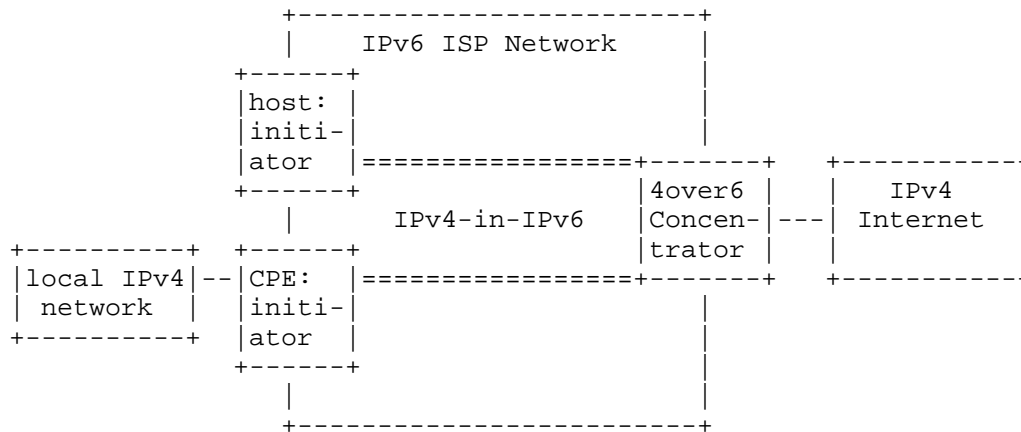 IPv6 ISP Network
host:
initi-
ator
4over6
Concen-
trator
IPv4
Internet
IPv4-in-IPv6
local IPv4
network
CPE:
initi-
ator